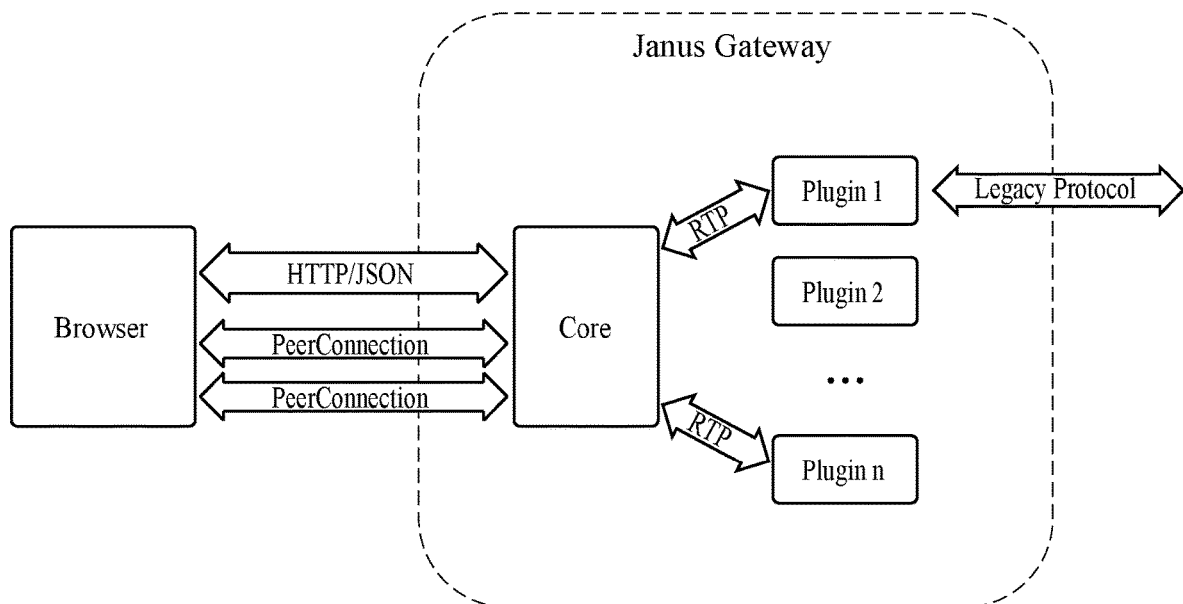 Janus Gateway
Plugin 1
Legacy Protocol
RTP
HTTP/JSON
Plugin 2
Browser
PeerConnection
Core
PeerConnection
...
RTP
Plugin n